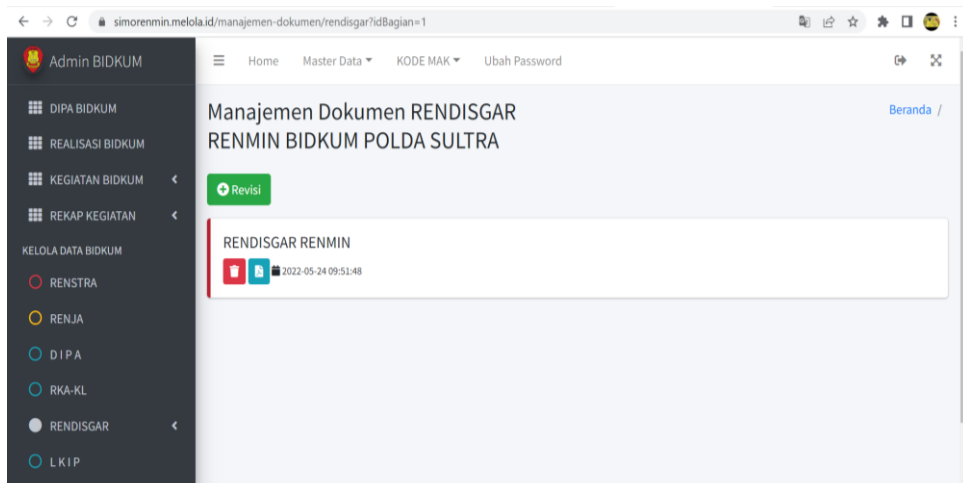 simorenmin.melola.id/manajemen-dokumen/rendisgar?idBagian=1
Admin BIDKUM
Home Master Data KODE MAK Ubah Password
DIPA BIDKUM
REALISASI BIDKUM
KEGIATAN BIDKUM
REKAP KEGIATAN
KELOLA DATA BIDKUM
RENSTRA
RENJA
D I P A
RKA-KL
RENDISGAR
L K I P
Manajemen Dokumen RENDISGAR
RENMIN BIDKUM POLDA SULTRA
Beranda /
Revisi
RENDISGAR RENMIN
2022-05-24 09:51:48